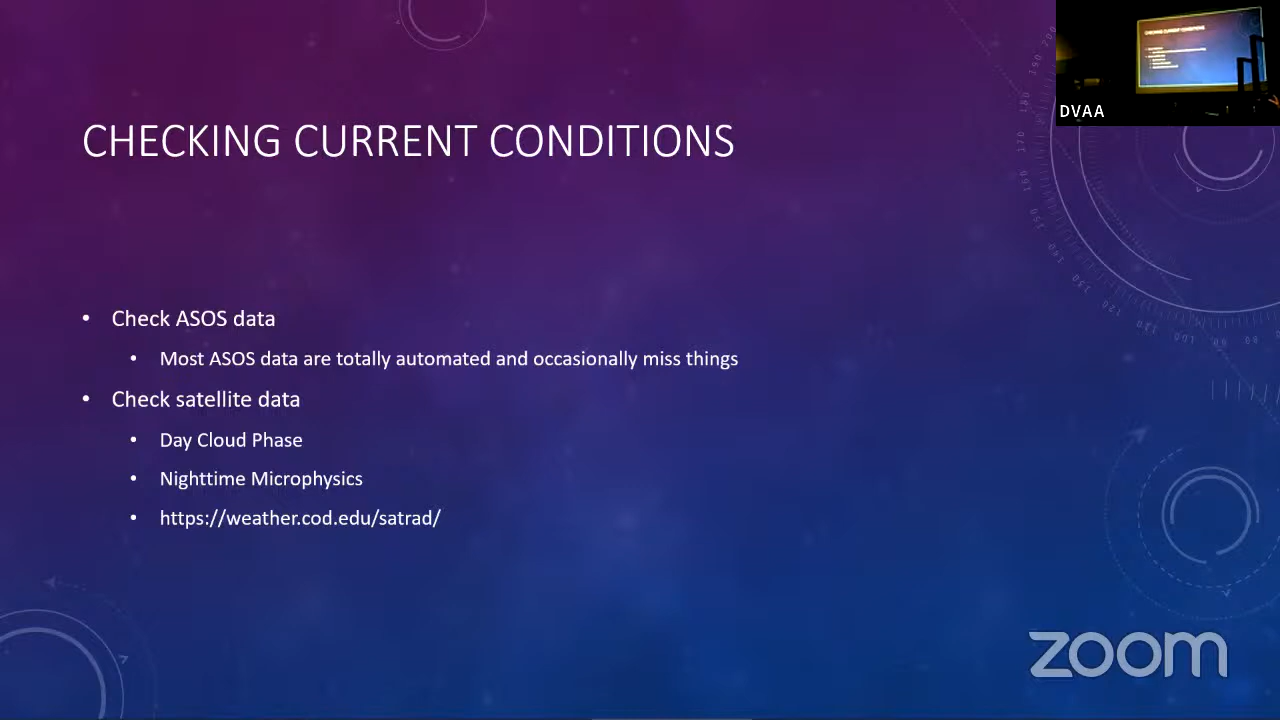 CHECKING CURRENT CONDITIONS
Check ASOS data
Most ASOS data are totally automated and occasionally miss things
Check satellite data
Day Cloud Phase
Nighttime Microphysics
https://weather.cod.edu/satrad/
DVAA
zoom